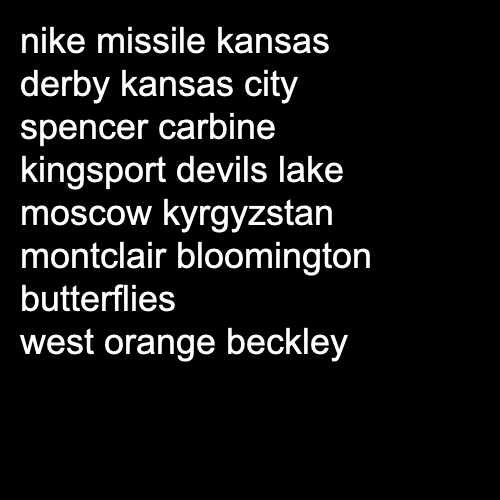 nike missile kansas
derby kansas city
spencer carbine
kingsport devils lake
moscow kyrgyzstan
montclair bloomington
butterflies
west orange beckley